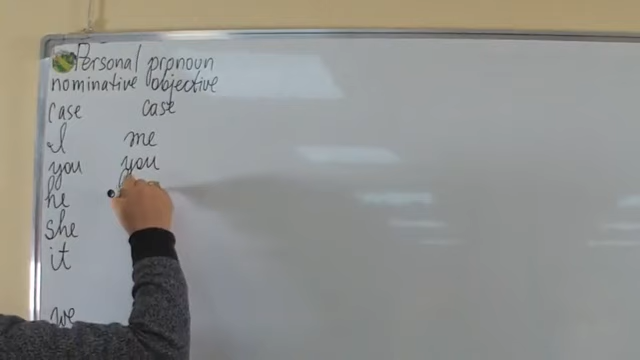 Personal pronoun
nominative objective
case case
I me
you you
he
she
it
we